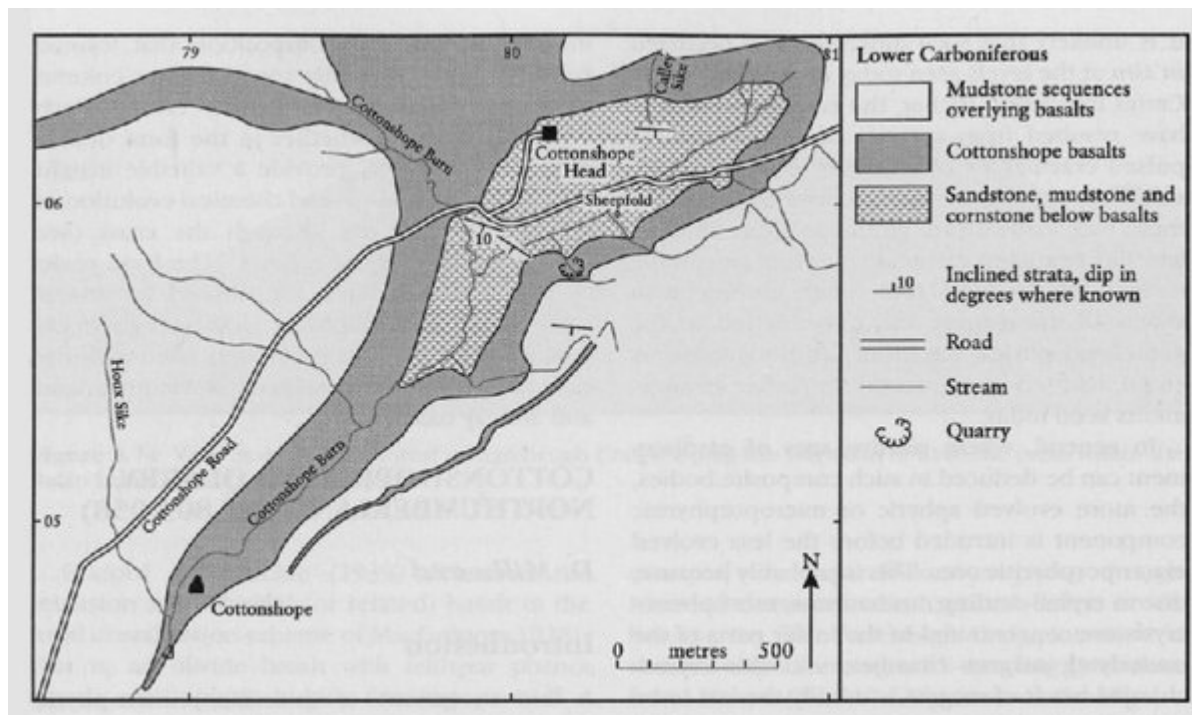 79
80
81
Lower Carboniferous
Mudstone sequences
overlying basalts
Cottonshope basalts
Sandstone, mudstone and
cornstone below basalts
Inclined strata, dip in
degrees where known
10
Road
Stream
Quarry
Cottonshope Burn
Calley
Sike
Cottonshope
Head
Sheepfold
06
10
Cottonshope Road
Cottonshope Burn
05
Cottonshope
N
0 metres 500